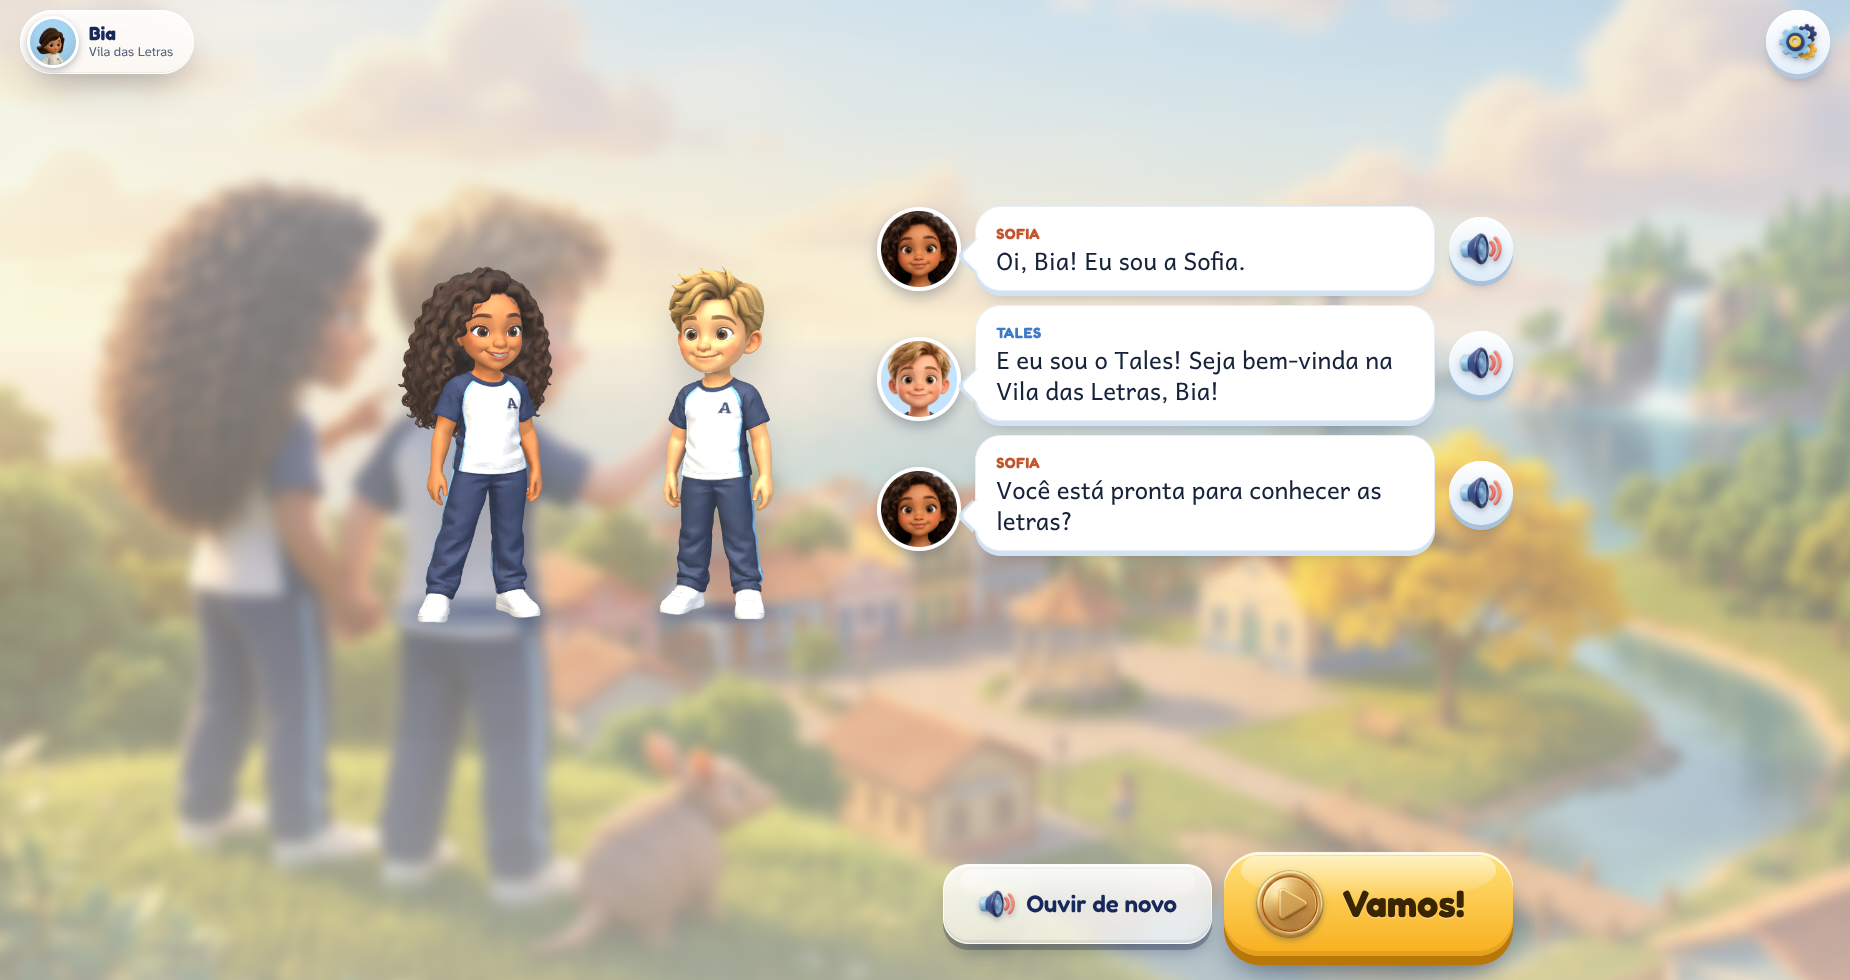 Bia
Vila das Letras
SOFIA
Oi, Bia! Eu sou a Sofia.
TALES
E eu sou o Tales! Seja bem-vinda na
Vila das Letras, Bia!
SOFIA
Você está pronta para conhecer as
letras?
A
A
Ouvir de novo
Vamos!